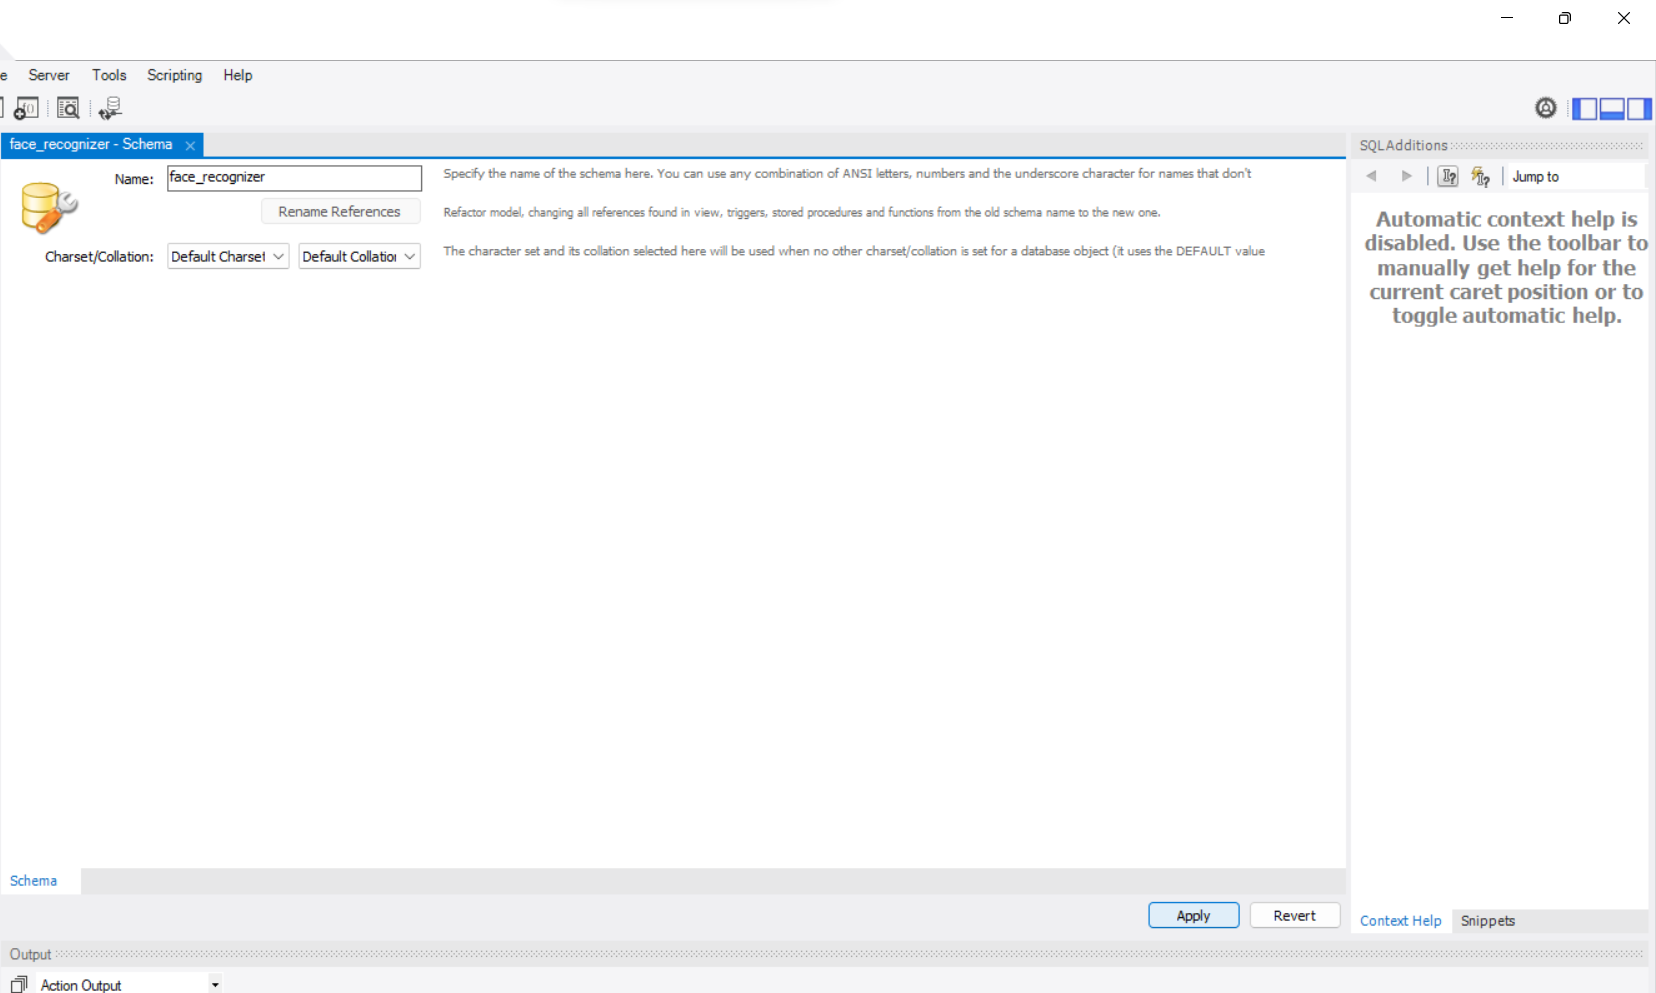 e Server Tools Scripting Help
face_recognizer - Schema
SQLAdditions
Name: face_recognizer
Specify the name of the schema here. You can use any combination of ANSI letters, numbers and the underscore character for names that don't
Jump to
Rename References
Refactor model, changing all references found in view, triggers, stored procedures and functions from the old schema name to the new one.
Charset/Collation: Default Charset Default Collation
The character set and its collation selected here will be used when no other charset/collation is set for a database object (it uses the DEFAULT value
Automatic context help is
disabled. Use the toolbar to
manually get help for the
current caret position or to
toggle automatic help.
Schema
Apply Revert
Context Help Snippets
Output
Action Output